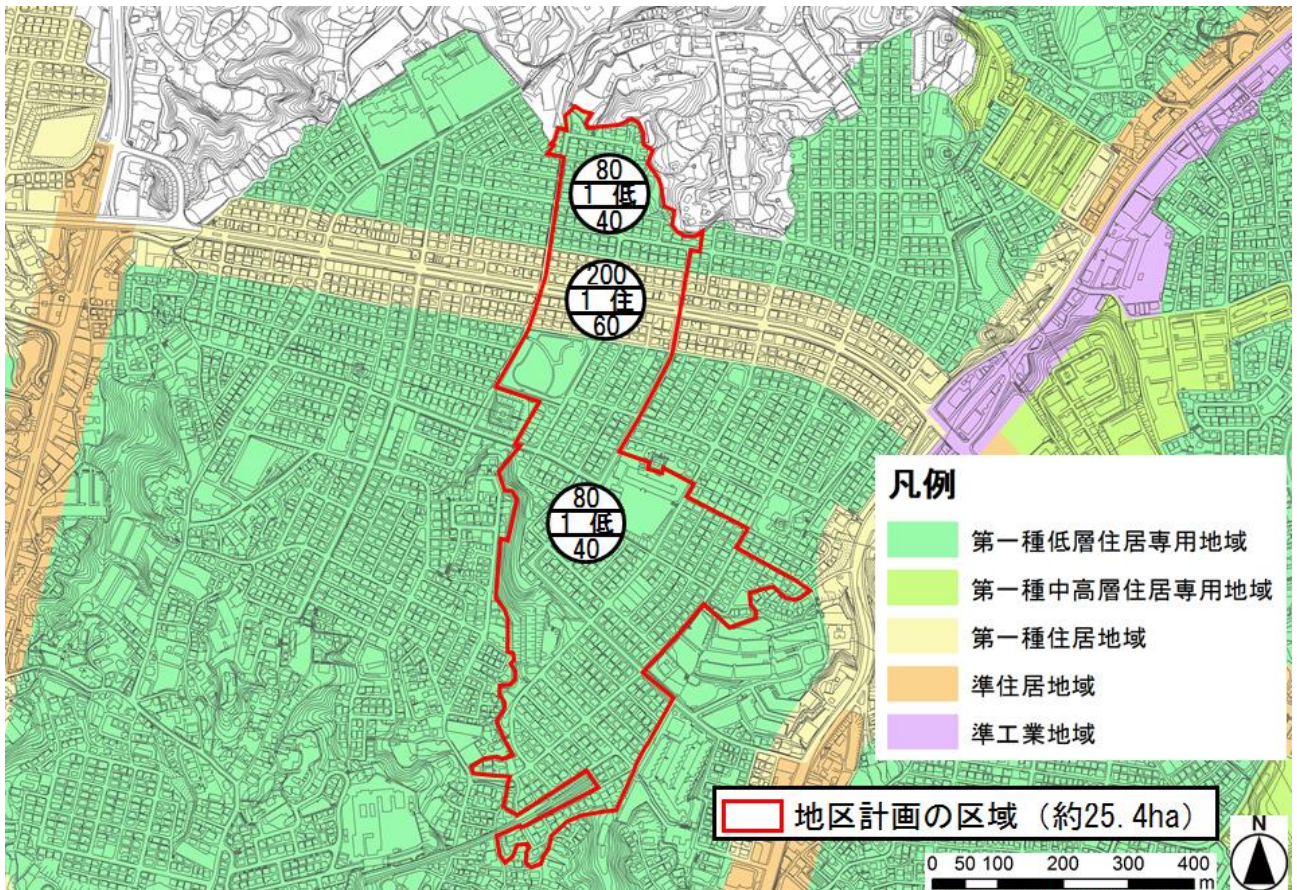 80
1 低
40
200
1 住
60
80
1 低
40
凡例
第一種低層住居専用地域
第一種中高層住居専用地域
第一種住居地域
準住居地域
準工業地域
地区計画の区域（約25.4ha）
N
0 50 100 200 300 400
m